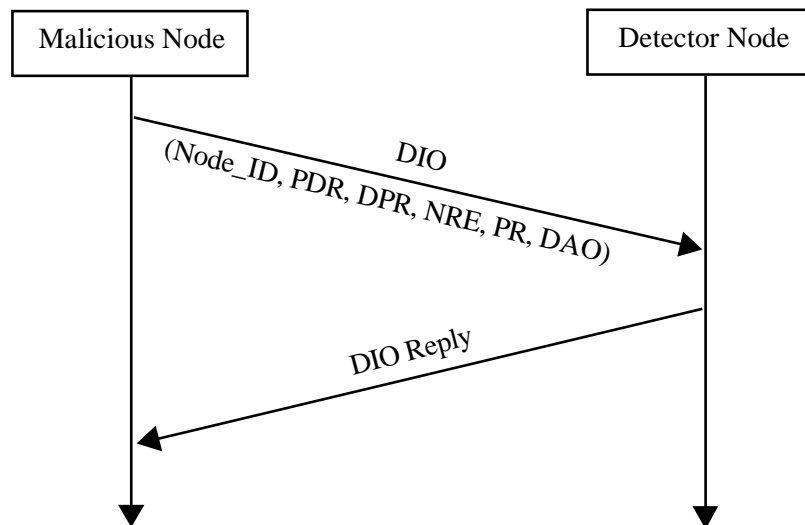 Malicious Node
Detector Node
DIO
(Node_ID, PDR, DPR, NRE, PR, DAO)
DIO Reply